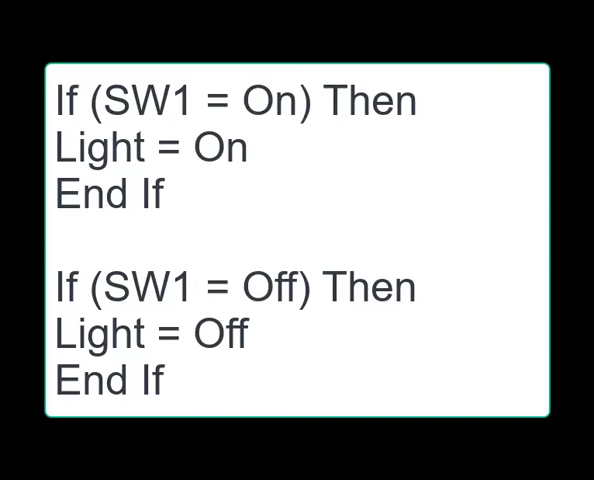 If (SW1 = On) Then
Light = On
End If
If (SW1 = Off) Then
Light = Off
End If